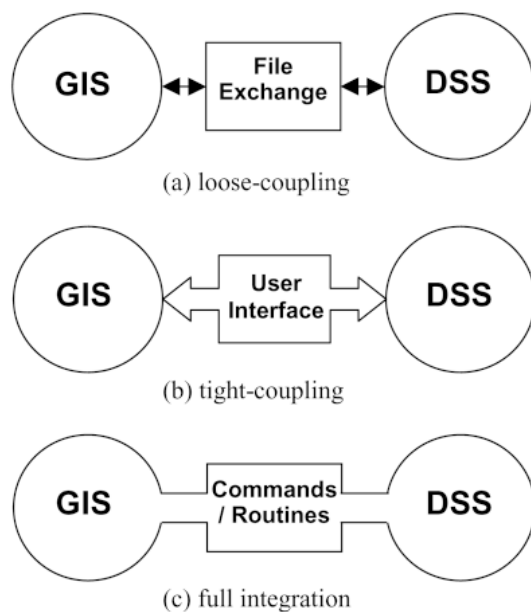 GIS
File
Exchange
DSS
(a) loose-coupling
GIS
User
Interface
DSS
(b) tight-coupling
GIS
Commands
/ Routines
DSS
(c) full integration